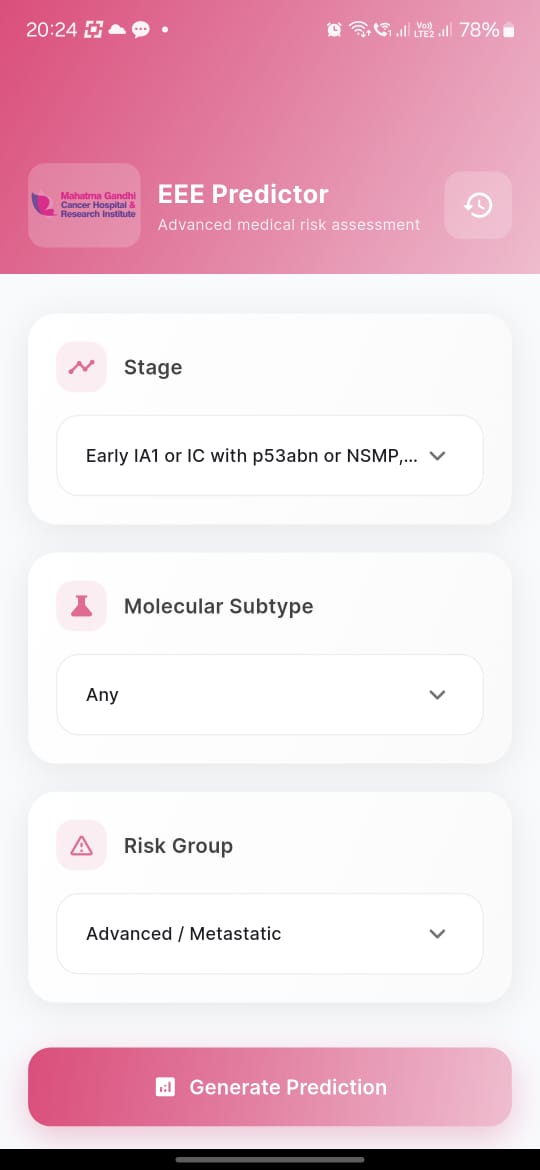 20:24
Vo))
LTE2
78%
Mahatma Gandhi
Cancer Hospital &
Research Institute
EEE Predictor
Advanced medical risk assessment
Stage
Early IA1 or IC with p53abn or NSMP,...
Molecular Subtype
Any
Risk Group
Advanced / Metastatic
Generate Prediction